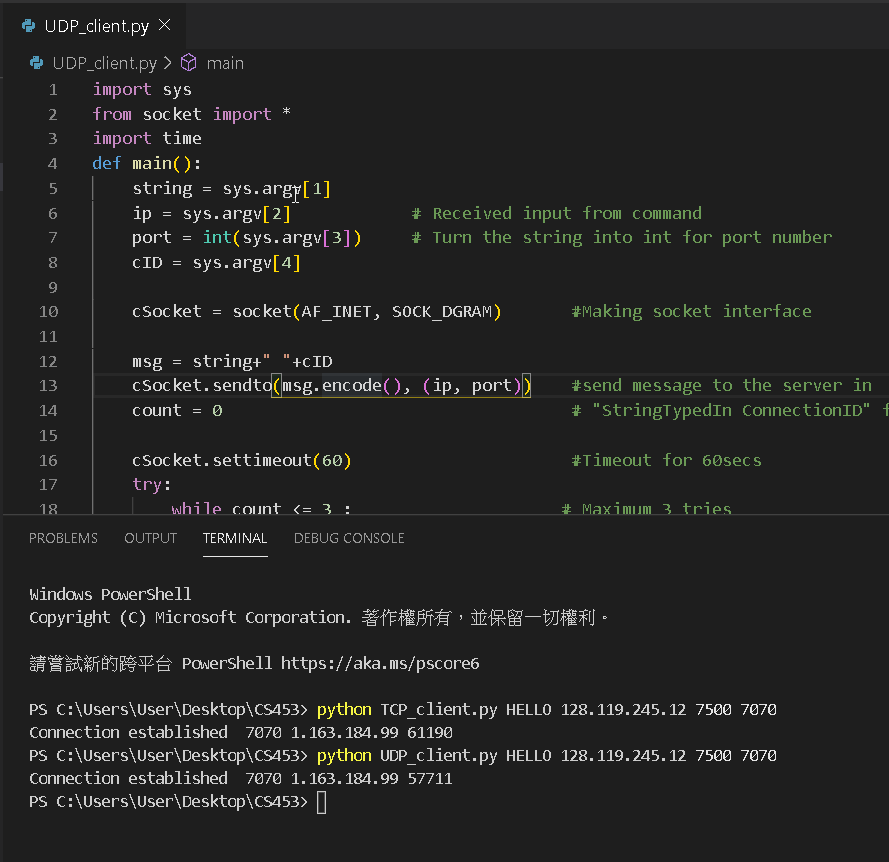 UDP_client.py
UDP_client.py > main
1 import sys
2 from socket import *
3 import time
4 def main():
5 string = sys.argv[1]
6 ip = sys.argv[2] # Received input from command
7 port = int(sys.argv[3]) # Turn the string into int for port number
8 cID = sys.argv[4]
9
10 cSocket = socket(AF_INET, SOCK_DGRAM) #Making socket interface
11
12 msg = string+" "+cID
13 cSocket.sendto(msg.encode(), (ip, port)) #send message to the server in
14 count = 0 # "StringTypedIn ConnectionID" f
15
16 cSocket.settimeout(60) #Timeout for 60secs
17 try:
18 while count <= 3 : # Maximum 3 tries
PROBLEMS OUTPUT TERMINAL DEBUG CONSOLE
Windows PowerShell
Copyright (C) Microsoft Corporation. 著作權所有，並保留一切權利。
請嘗試新的跨平台 PowerShell https://aka.ms/pscore6
PS C:\Users\User\Desktop\CS453> python TCP_client.py HELLO 128.119.245.12 7500 7070
Connection established  7070 1.163.184.99 61190
PS C:\Users\User\Desktop\CS453> python UDP_client.py HELLO 128.119.245.12 7500 7070
Connection established  7070 1.163.184.99 57711
PS C:\Users\User\Desktop\CS453>